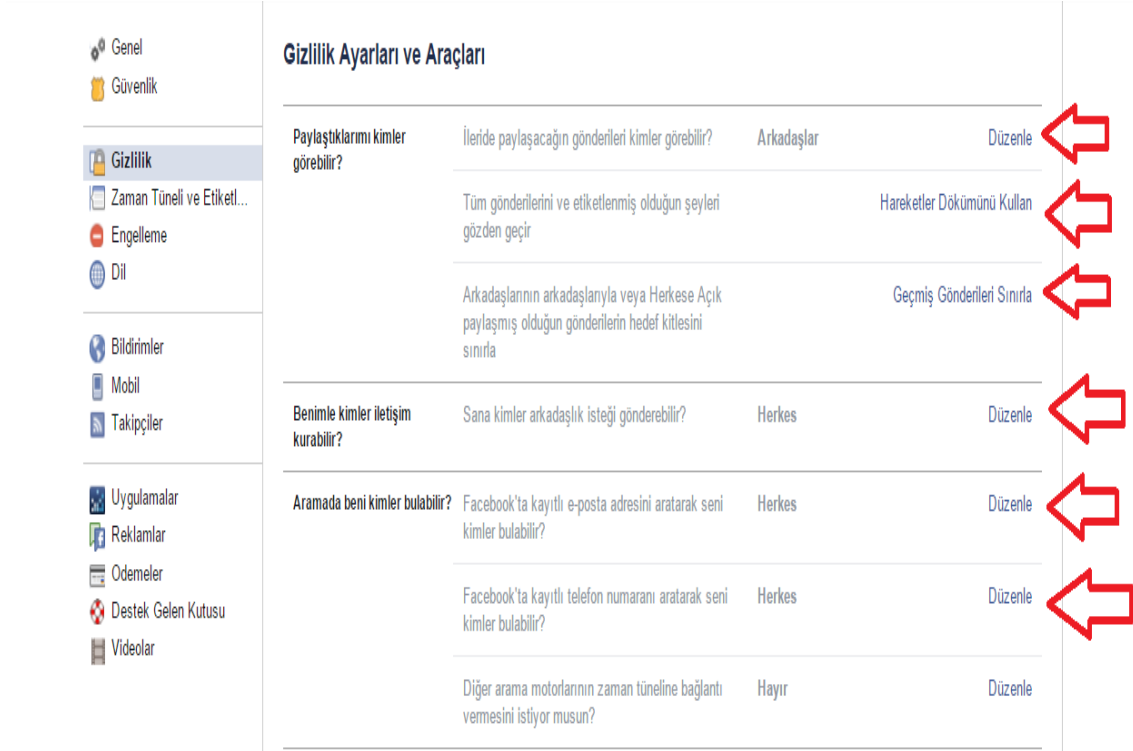 Genel
Güvenlik
Gizlilik
Zaman Tüneli ve Etiketl...
Engelleme
Dil
Bildirimler
Mobil
Takipçiler
Uygulamalar
Reklamlar
Ödemeler
Destek Gelen Kutusu
Videolar
Gizlilik Ayarları ve Araçları
Paylaştıklarımı kimler
görebilir?
İleride paylaşacağın gönderileri kimler görebilir?
Arkadaşlar
Düzenle
Tüm gönderilerini ve etiketlenmiş olduğun şeyleri
gözden geçir
Hareketler Dökümünü Kullan
Arkadaşlarının arkadaşlarıyla veya Herkese Açık
paylaşmış olduğun gönderilerin hedef kitlesini
sınırla
Geçmiş Gönderileri Sınırla
Benimle kimler iletişim
kurabilir?
Sana kimler arkadaşlık isteği gönderebilir?
Herkes
Düzenle
Aramada beni kimler bulabilir?
Facebook'ta kayıtlı e-posta adresini aratarak seni
kimler bulabilir?
Herkes
Düzenle
Facebook'ta kayıtlı telefon numaranı aratarak seni
kimler bulabilir?
Herkes
Düzenle
Diğer arama motorlarının zaman tüneline bağlantı
vermesini istiyor musun?
Hayır
Düzenle